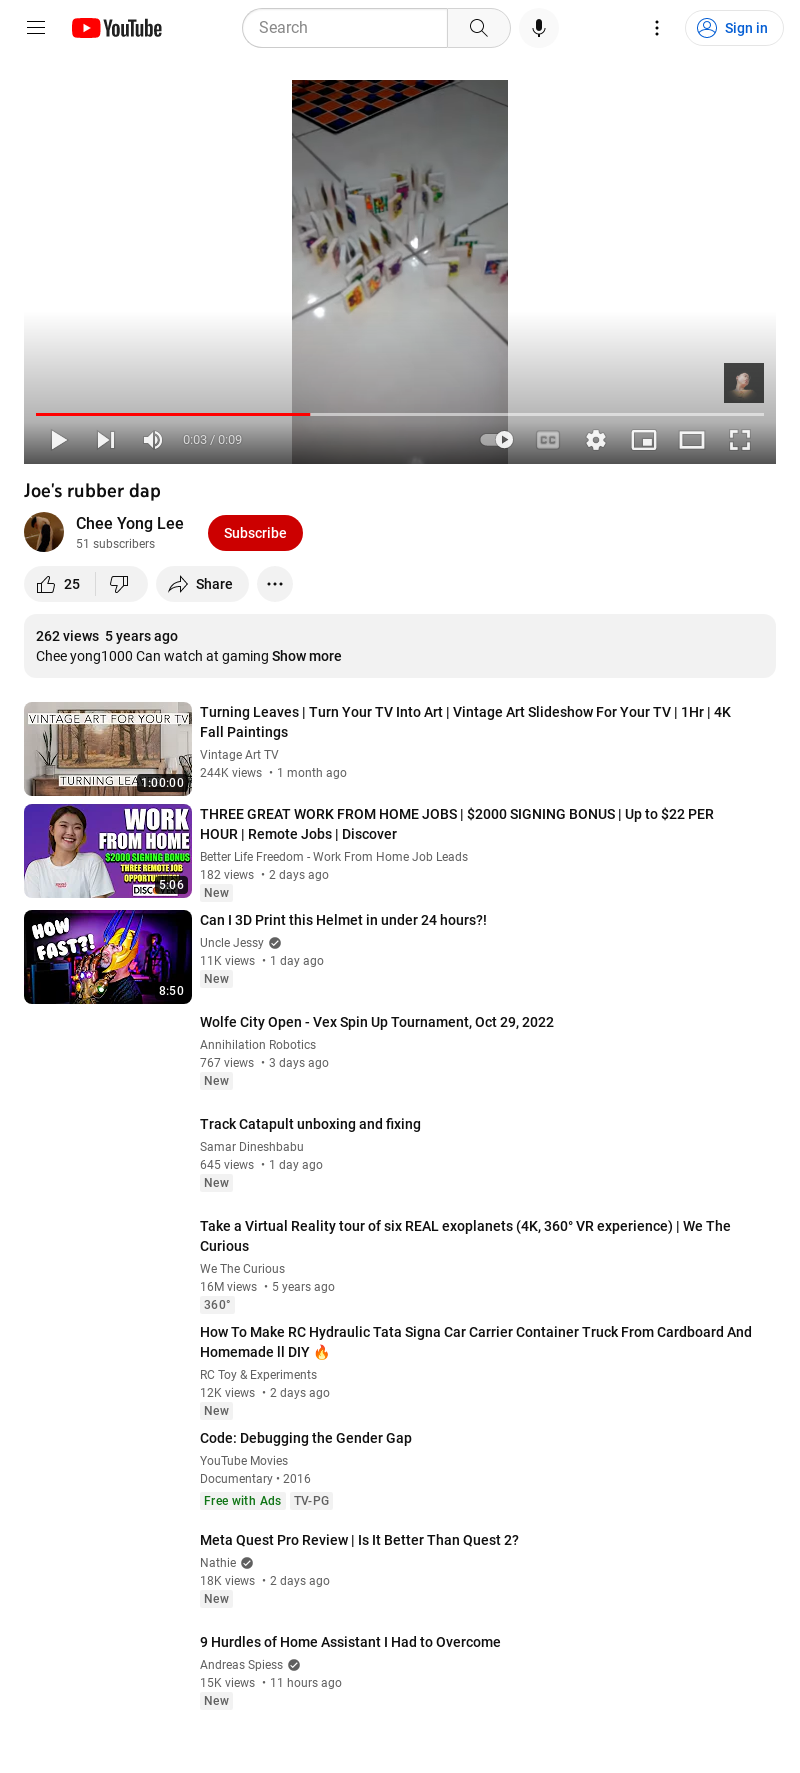 YouTube
Search
Sign in
0:03 / 0:09
CC
Joe's rubber dap
Chee Yong Lee
51 subscribers
Subscribe
25
Share
262 views 5 years ago
Chee yong1000 Can watch at gaming Show more
VINTAGE ART FOR YOUR TV
TURNING LEA
1:00:00
Turning Leaves | Turn Your TV Into Art | Vintage Art Slideshow For Your TV | 1Hr | 4K
Fall Paintings
Vintage Art TV
244K views • 1 month ago
WORK
FROM HOME
$2000 SIGNING BONUS
THREE REMOTE JOB
5:06
THREE GREAT WORK FROM HOME JOBS | $2000 SIGNING BONUS | Up to $22 PER
HOUR | Remote Jobs | Discover
Better Life Freedom - Work From Home Job Leads
182 views • 2 days ago
New
HOW
FAST?!
8:50
Can I 3D Print this Helmet in under 24 hours?!
Uncle Jessy
11K views • 1 day ago
New
Wolfe City Open - Vex Spin Up Tournament, Oct 29, 2022
Annihilation Robotics
767 views • 3 days ago
New
Track Catapult unboxing and fixing
Samar Dineshbabu
645 views • 1 day ago
New
Take a Virtual Reality tour of six REAL exoplanets (4K, 360° VR experience) | We The
Curious
We The Curious
16M views • 5 years ago
360°
How To Make RC Hydraulic Tata Signa Car Carrier Container Truck From Cardboard And
Homemade ll DIY 🔥
RC Toy & Experiments
12K views • 2 days ago
New
Code: Debugging the Gender Gap
YouTube Movies
Documentary • 2016
Free with Ads TV-PG
Meta Quest Pro Review | Is It Better Than Quest 2?
Nathie
18K views • 2 days ago
New
9 Hurdles of Home Assistant I Had to Overcome
Andreas Spiess
15K views • 11 hours ago
New